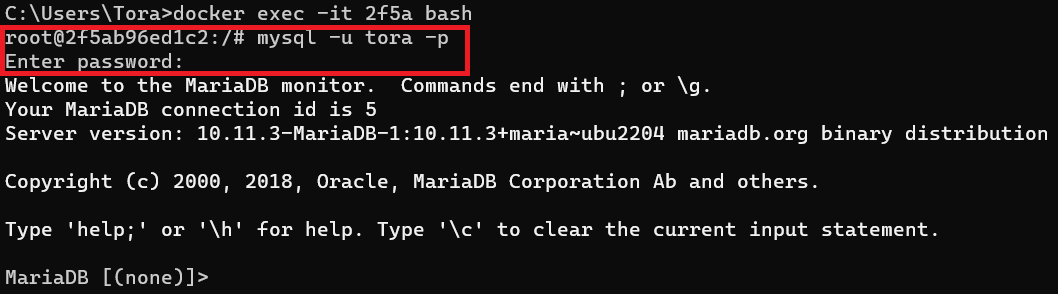 C:\Users\Tora>docker exec -it 2f5a bash
root@2f5ab96ed1c2:/# mysql -u tora -p
Enter password:
Welcome to the MariaDB monitor.  Commands end with ; or \g.
Your MariaDB connection id is 5
Server version: 10.11.3-MariaDB-1:10.11.3+maria~ubu2204 mariadb.org binary distribution
Copyright (c) 2000, 2018, Oracle, MariaDB Corporation Ab and others.
Type 'help;' or '\h' for help. Type '\c' to clear the current input statement.
MariaDB [(none)]>